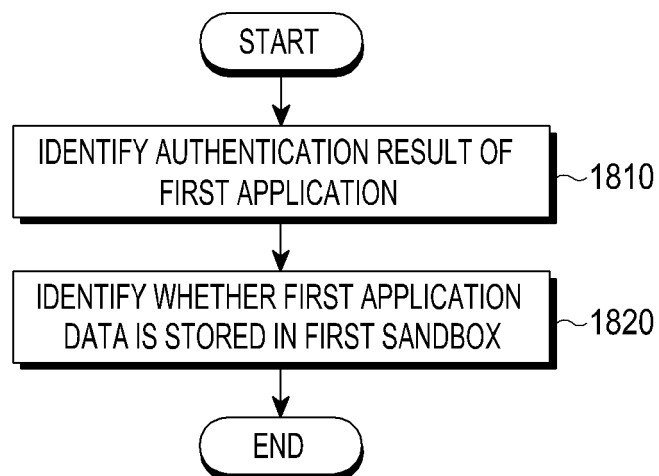 START
IDENTIFY AUTHENTICATION RESULT OF
FIRST APPLICATION
1810
IDENTIFY WHETHER FIRST APPLICATION
DATA IS STORED IN FIRST SANDBOX
1820
END